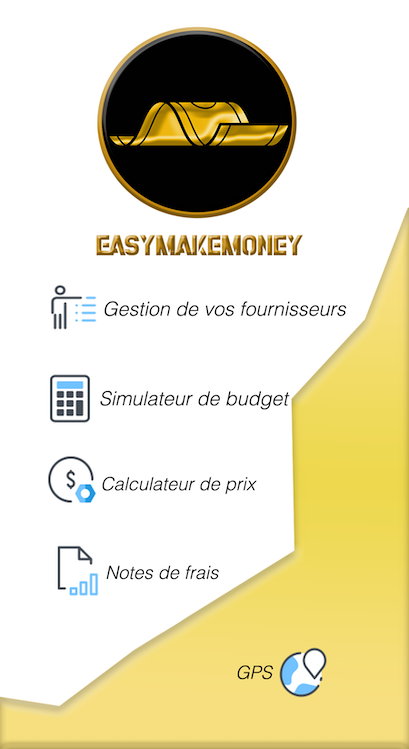 EASYMAKEMONEY
Gestion de vos fournisseurs
Simulateur de budget
$
Calculateur de prix
Notes de frais
GPS